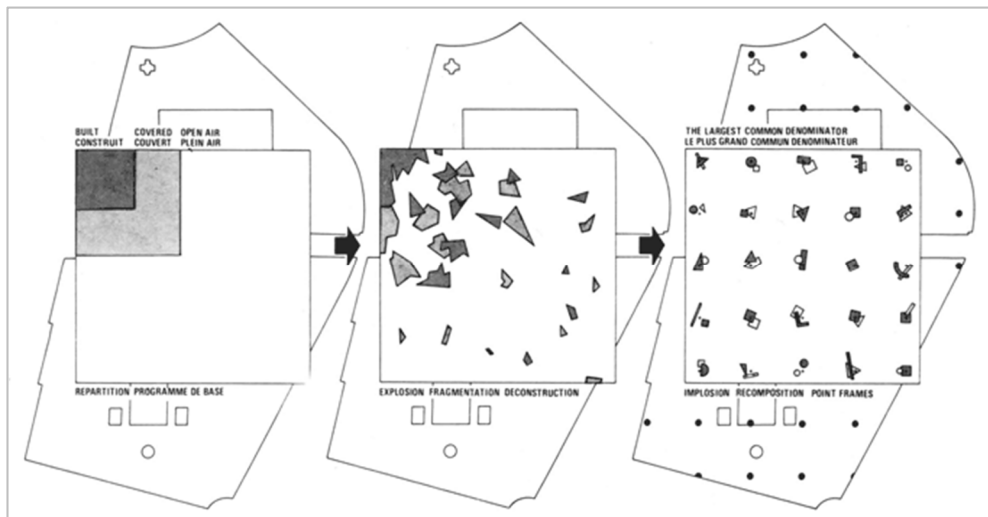 BUILT COVERED OPEN AIR
CONSTRUIT COUVERT PLEIN AIR
REPARTITION PROGRAMME DE BASE
EXPLOSION FRAGMENTATION DECONSTRUCTION
THE LARGEST COMMON DENOMINATOR
LE PLUS GRAND COMMUN DENOMINATEUR
IMPLOSION RECOMPOSITION POINT FRAMES